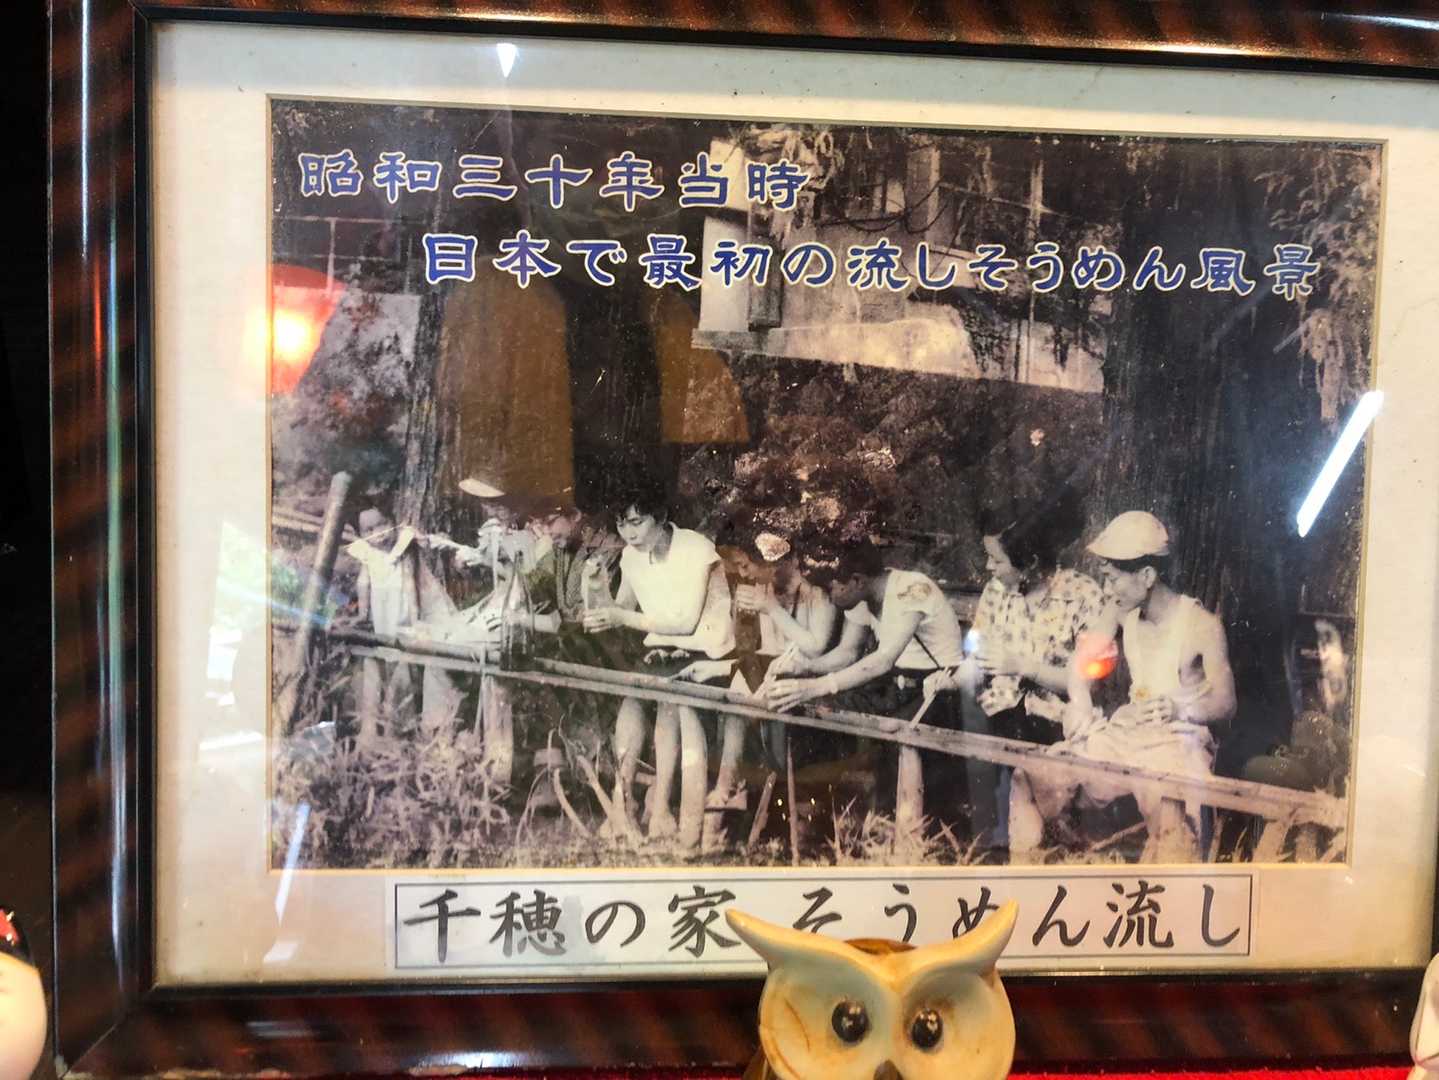 昭和三十年当時
日本で最初の流しそうめん風景
千穂の家 そうめん流し